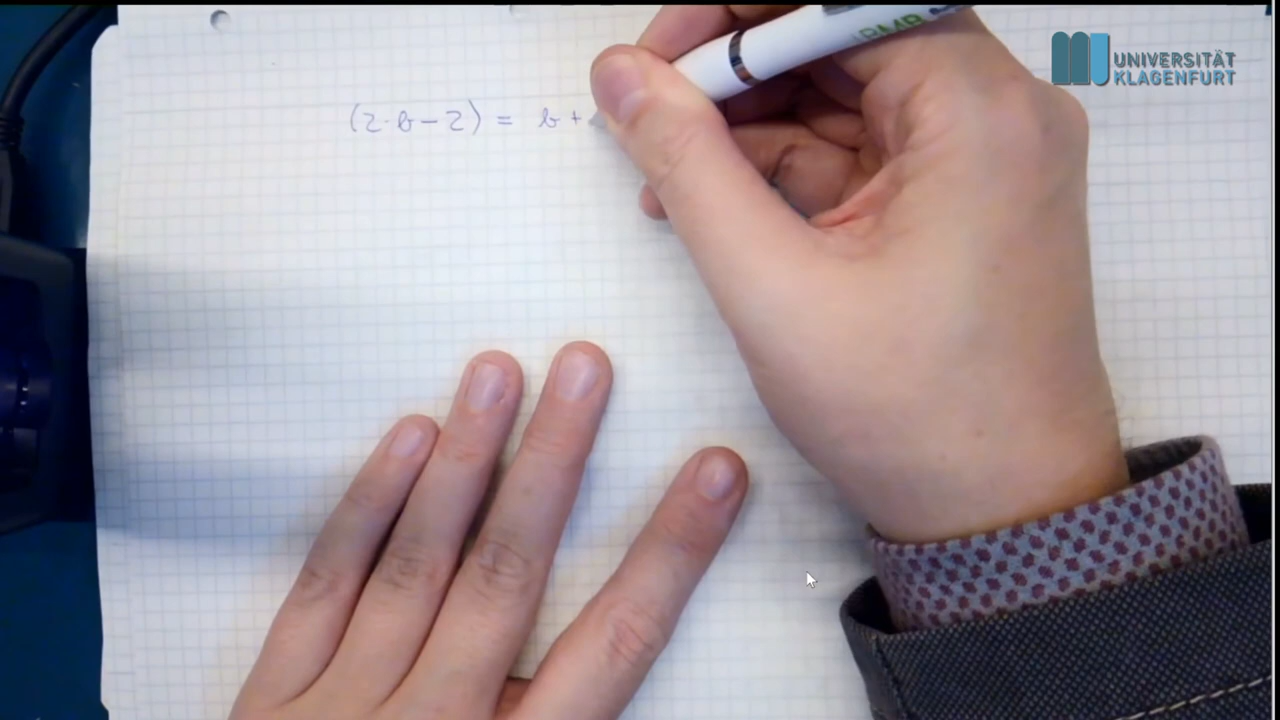 (2·b-2) = b+
UNIVERSITÄT
KLAGENFURT